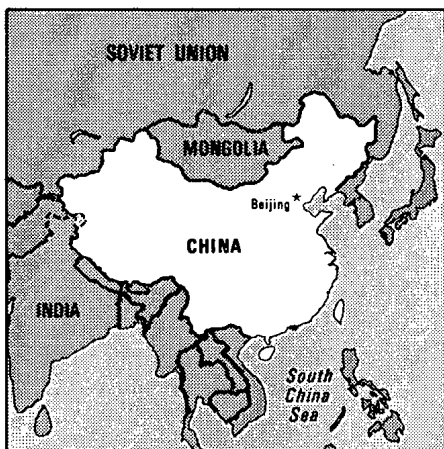 SOVIET UNION
MONGOLIA
Beijing
CHINA
INDIA
South
China
Sea